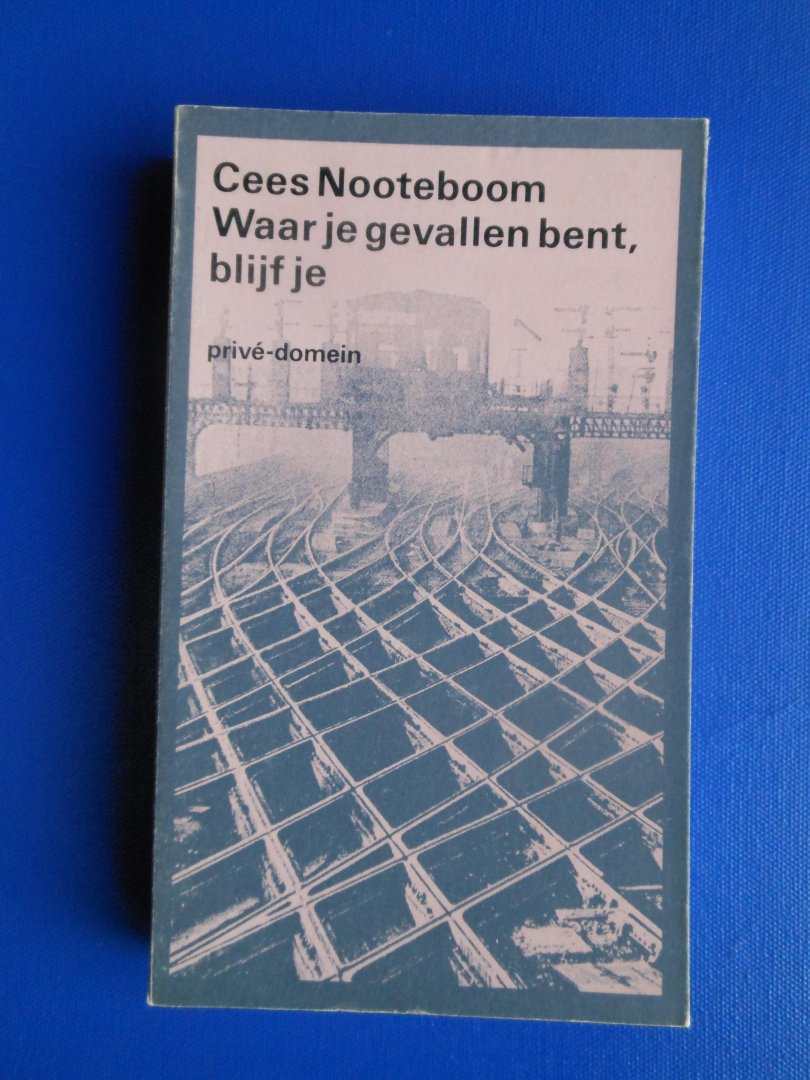 Cees Nooteboom
Waar je gevallen bent,
blijf je
privé-domein